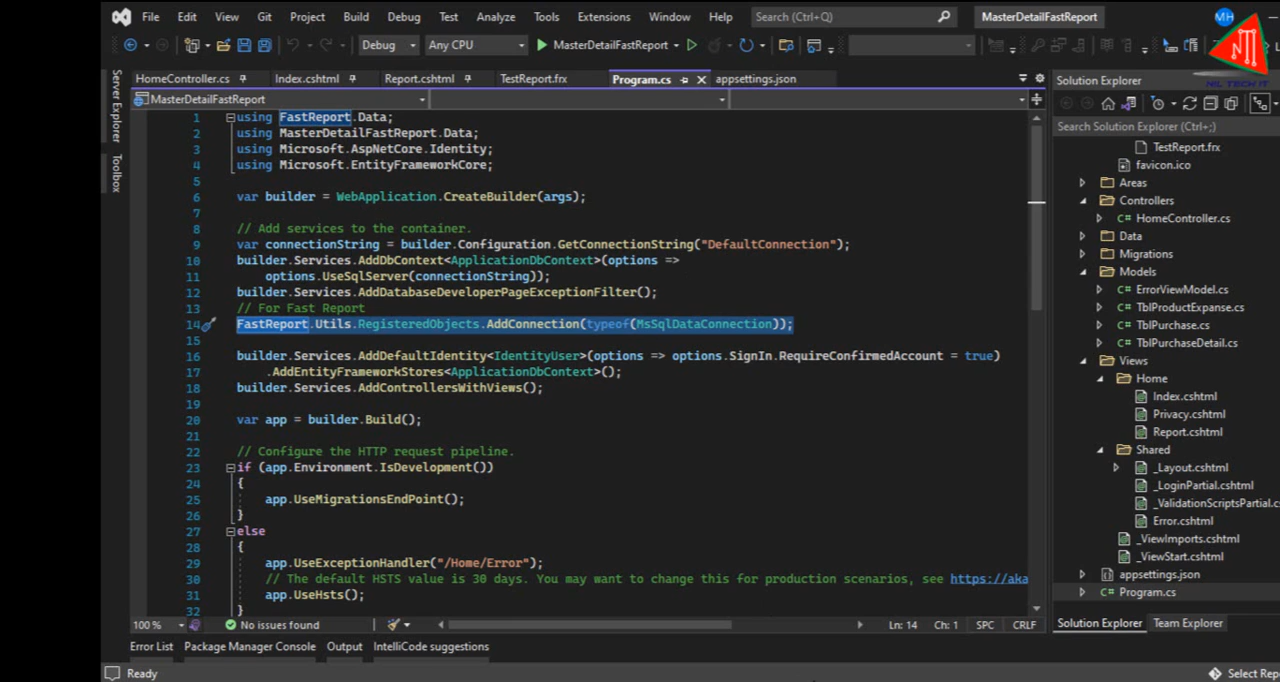 File Edit View Git Project Build Debug Test Analyze Tools Extensions Window Help Search (Ctrl+Q) MasterDetailFastReport MH
Debug Any CPU MasterDetailFastReport
HomeController.cs Index.cshtml Report.cshtml TestReport.frx Program.cs appsettings.json
MasterDetailFastReport
Server Explorer
Toolbox
1 using FastReport.Data;
2 using MasterDetailFastReport.Data;
3 using Microsoft.AspNetCore.Identity;
4 using Microsoft.EntityFrameworkCore;
5
6 var builder = WebApplication.CreateBuilder(args);
7
8 // Add services to the container.
9 var connectionString = builder.Configuration.GetConnectionString("DefaultConnection");
10 builder.Services.AddDbContext<ApplicationDbContext>(options =>
11 options.UseSqlServer(connectionString));
12 builder.Services.AddDatabaseDeveloperPageExceptionFilter();
13 // For Fast Report
14 FastReport.Utils.RegisteredObjects.AddConnection(typeof(MsSqlDataConnection));
15
16 builder.Services.AddDefaultIdentity<IdentityUser>(options => options.SignIn.RequireConfirmedAccount = true)
17 .AddEntityFrameworkStores<ApplicationDbContext>();
18 builder.Services.AddControllersWithViews();
19
20 var app = builder.Build();
21
22 // Configure the HTTP request pipeline.
23 if (app.Environment.IsDevelopment())
24 {
25 app.UseMigrationsEndPoint();
26 }
27 else
28 {
29 app.UseExceptionHandler("/Home/Error");
30 // The default HSTS value is 30 days. You may want to change this for production scenarios, see https://aka
31 app.UseHsts();
32 }
100 % No issues found Ln: 14 Ch: 1 SPC CRLF
Error List Package Manager Console Output IntelliCode suggestions
Ready Select Rep
Solution Explorer
Search Solution Explorer (Ctrl+;)
TestReport.frx
favicon.ico
Areas
Controllers
C# HomeController.cs
Data
Migrations
Models
C# ErrorViewModel.cs
C# TblProductExpanse.cs
C# TblPurchase.cs
C# TblPurchaseDetail.cs
Views
Home
Index.cshtml
Privacy.cshtml
Report.cshtml
Shared
_Layout.cshtml
_LoginPartial.cshtml
_ValidationScriptsPartial.cs
Error.cshtml
_ViewImports.cshtml
_ViewStart.cshtml
appsettings.json
C# Program.cs
Solution Explorer Team Explorer